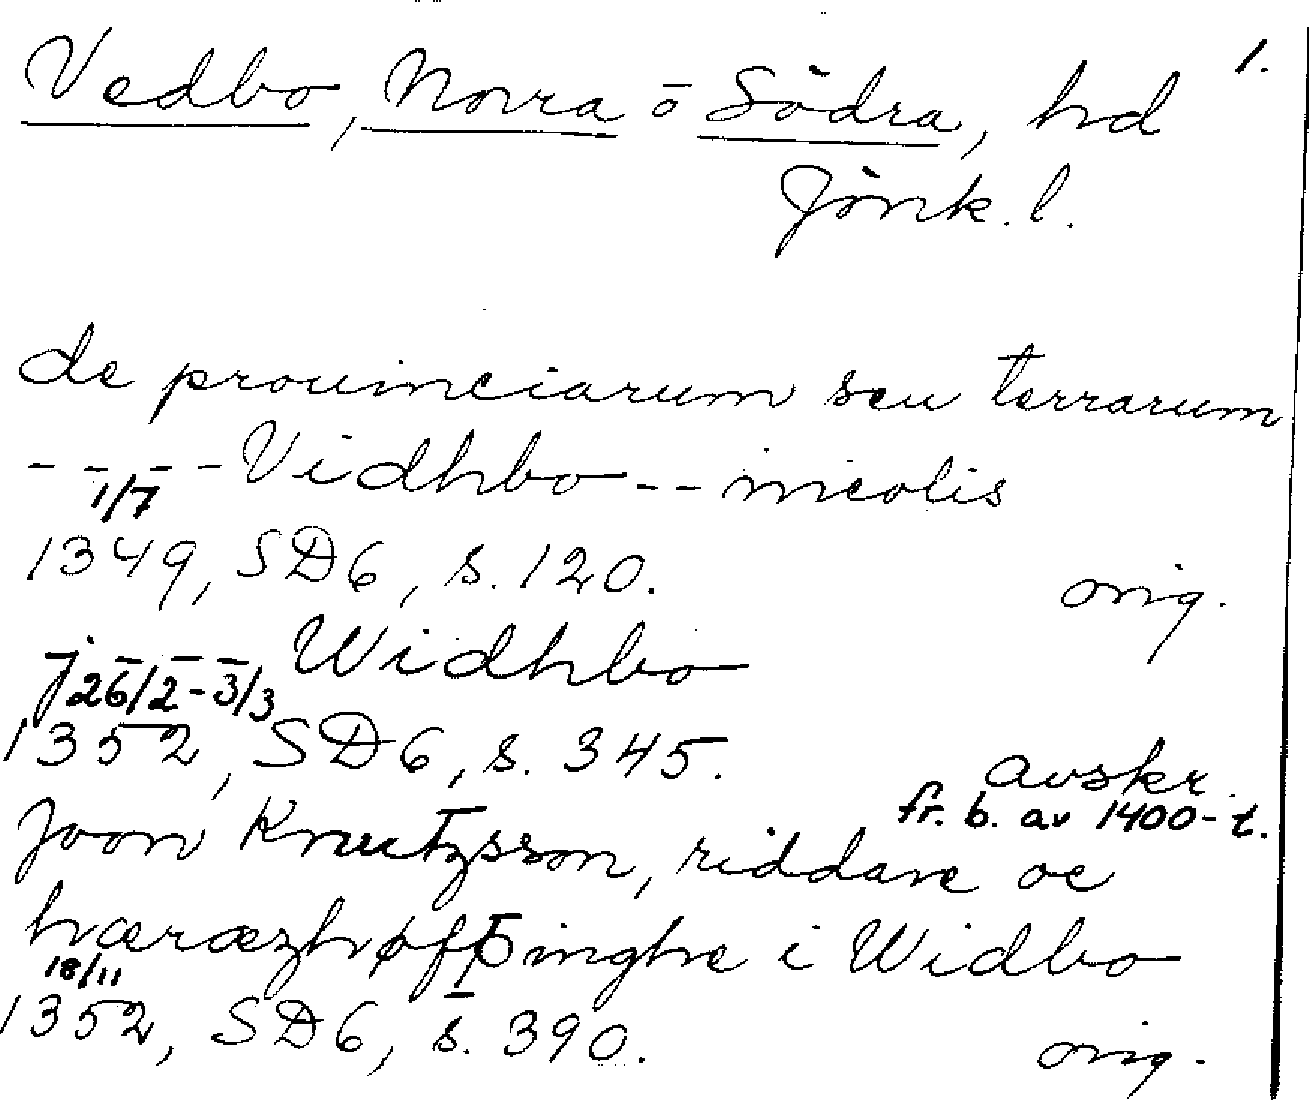 Vedbo, Norra o Södra, hd 1.
Jönk. l.
de prouinciarum seu terrarum
- - - - Vidhbo - - incolis
1/7
1349, SD6, s. 120. orig.
j - - - Widhbo
26/2 - 3/3
1352, SD6, s. 345. avskr.
fr. b. av 1400-t.
Joon Knutzsson, riddare oc
hæræzhøffþinghe i Widbo
18/11
1352, SD6, s. 390. orig.